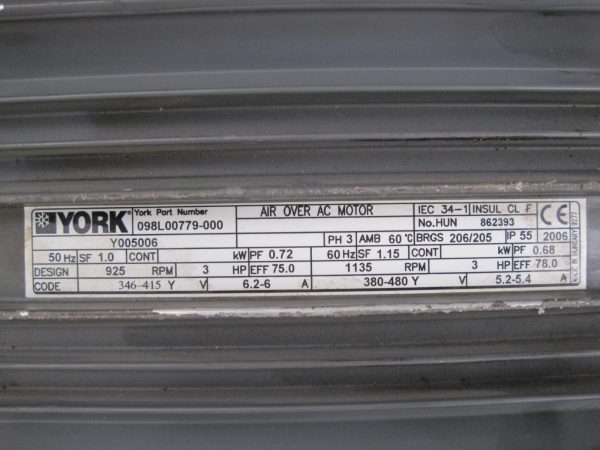 YORK® York Part Number AIR OVER AC MOTOR IEC 34-1 INSUL CL F CE
098L00779-000 No.HUN 862393
Y005006 PH 3 AMB 60°C BRGS 206/205 IP 55 2006
50 Hz SF 1.0 CONT kW PF 0.72 60 Hz SF 1.15 CONT kW PF 0.68
DESIGN 925 RPM 3 HP EFF 75.0 1135 RPM 3 HP EFF 78.0
CODE 346-415 Y V 6.2-6 A 380-480 Y V 5.2-5.4 A
MADE IN HUNGARY